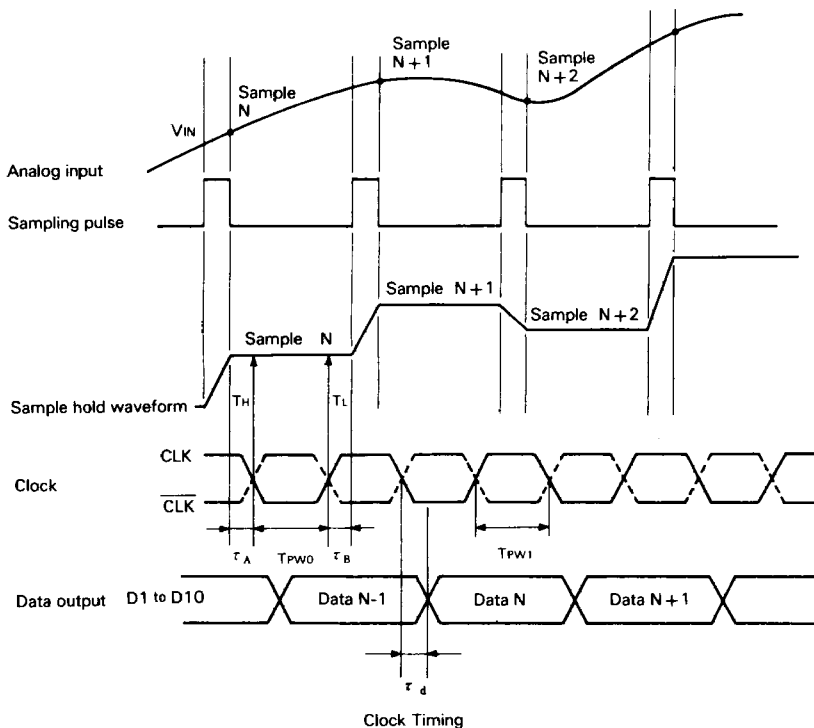 Sample
N
Sample
N+1
Sample
N+2
VIN
Analog input
Sampling pulse
Sample N+1
Sample N+2
Sample N
Sample hold waveform
TH
TL
CLK
Clock
CLK
τA
TPW0
τB
TPW1
Data output D1 to D10
Data N-1
Data N
Data N+1
τd
Clock Timing